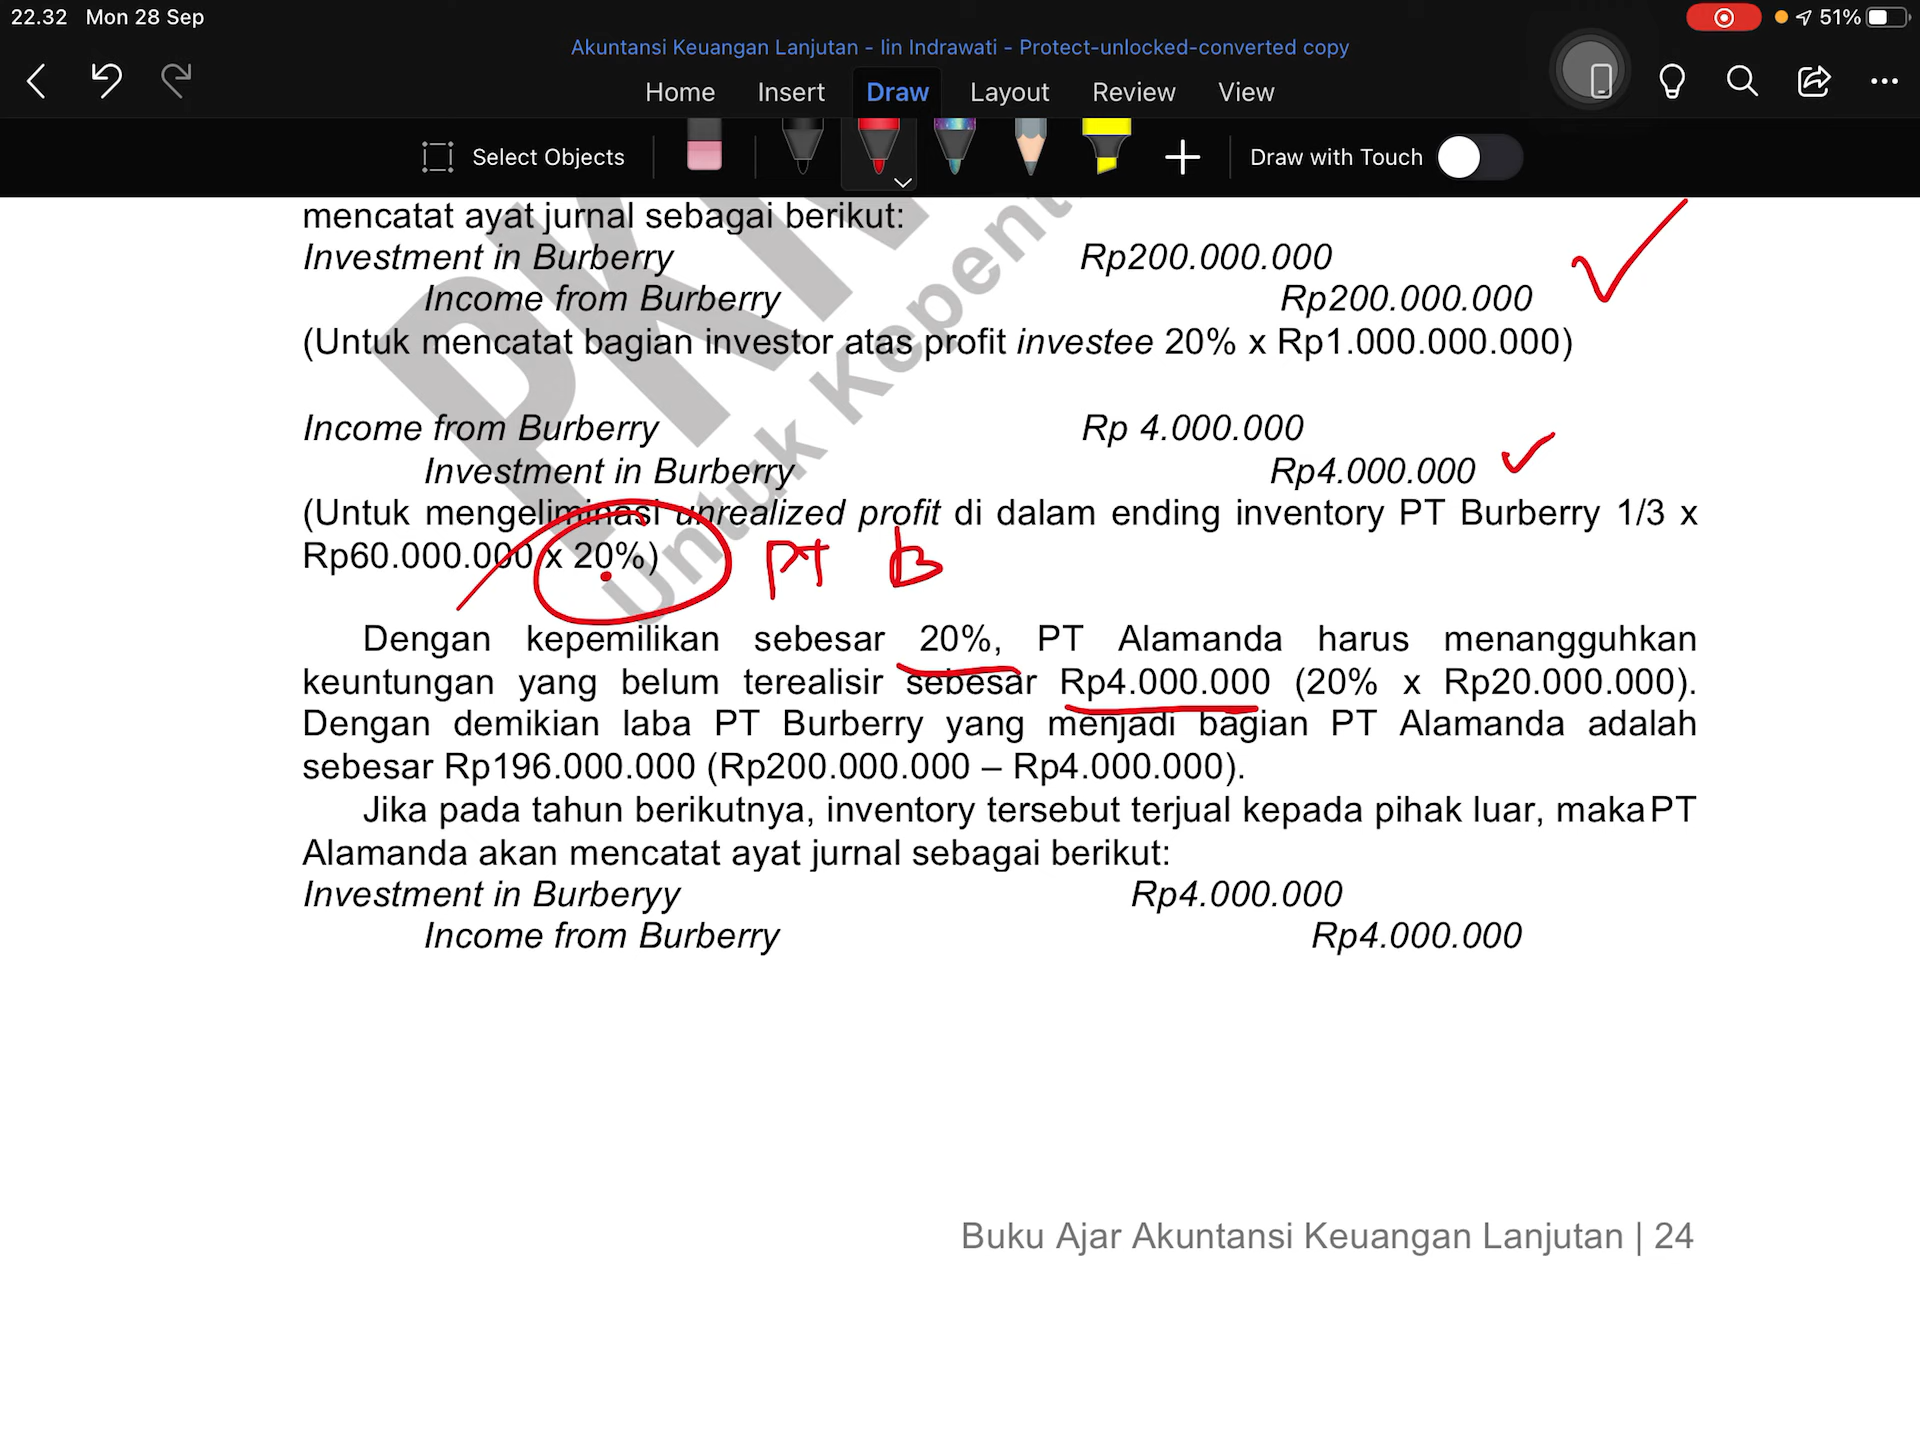 22.32 Mon 28 Sep
51%
Akuntansi Keuangan Lanjutan - Iin Indrawati - Protect-unlocked-converted copy
Home Insert Draw Layout Review View
Select Objects
Draw with Touch
mencatat ayat jurnal sebagai berikut:
Investment in Burberry Rp200.000.000
Income from Burberry Rp200.000.000
(Untuk mencatat bagian investor atas profit investee 20% x Rp1.000.000.000)
Income from Burberry Rp 4.000.000
Investment in Burberry Rp4.000.000
(Untuk mengeliminasi unrealized profit di dalam ending inventory PT Burberry 1/3 x
Rp60.000.000 x 20%)
PT B
Dengan kepemilikan sebesar 20%, PT Alamanda harus menangguhkan
keuntungan yang belum terealisir sebesar Rp4.000.000 (20% x Rp20.000.000).
Dengan demikian laba PT Burberry yang menjadi bagian PT Alamanda adalah
sebesar Rp196.000.000 (Rp200.000.000 – Rp4.000.000).
Jika pada tahun berikutnya, inventory tersebut terjual kepada pihak luar, maka PT
Alamanda akan mencatat ayat jurnal sebagai berikut:
Investment in Burberyy Rp4.000.000
Income from Burberry Rp4.000.000
Buku Ajar Akuntansi Keuangan Lanjutan | 24
Untuk